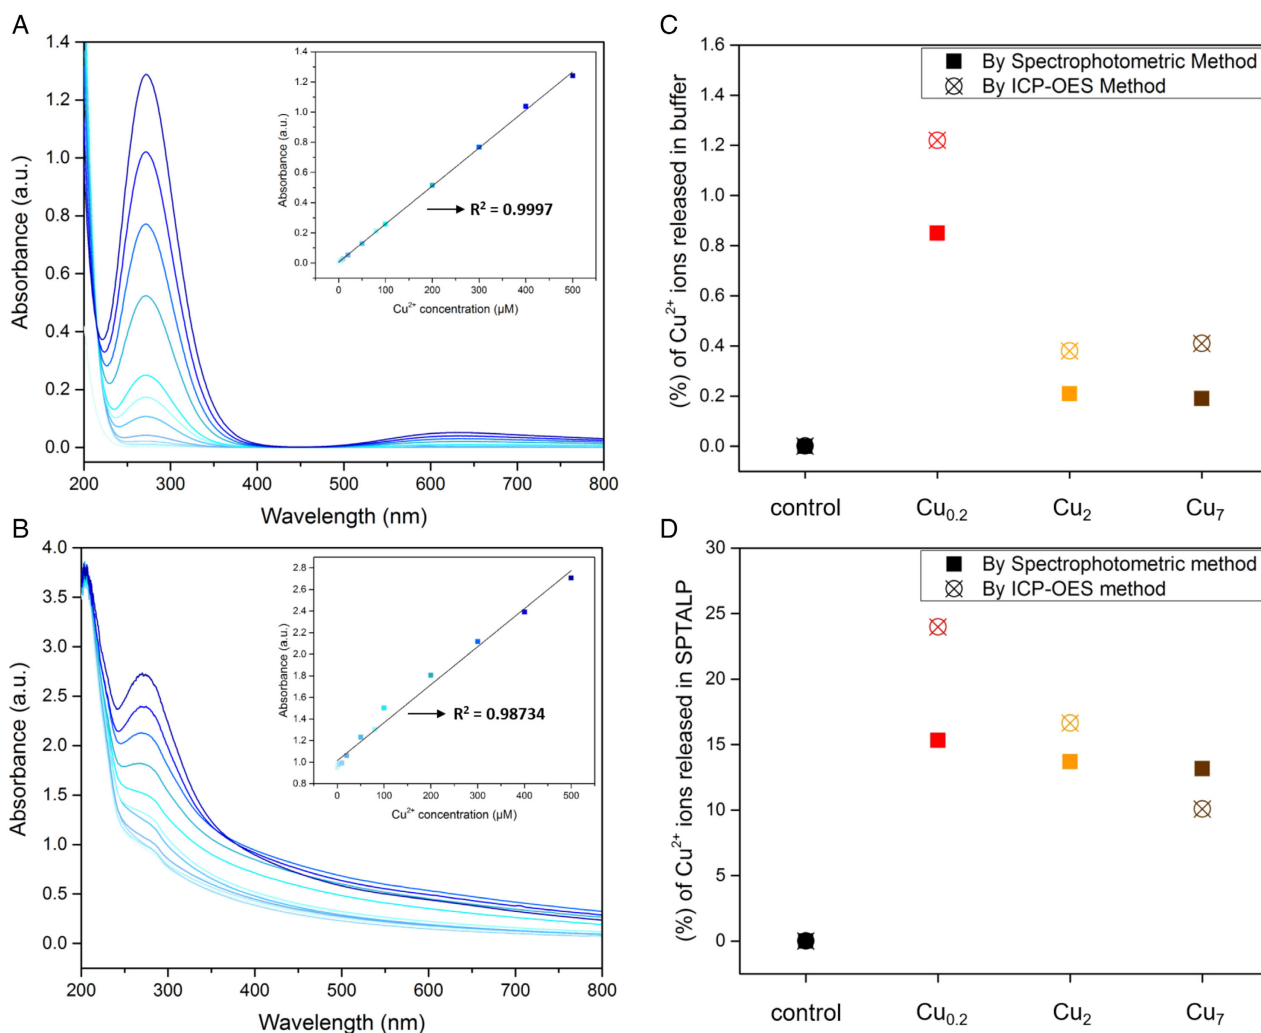 A
1.4
1.2
1.0
0.8
0.6
0.4
0.2
0.0
Absorbance (a.u.)
200 300 400 500 600 700 800
Wavelength (nm)
1.4
1.2
1.0
0.8
0.6
0.4
0.2
0.0
Absorbance (a.u.)
R² = 0.9997
0 100 200 300 400 500
Cu²⁺ concentration (µM)
B
4.0
3.5
3.0
2.5
2.0
1.5
1.0
0.5
0.0
Absorbance (a.u.)
200 300 400 500 600 700 800
Wavelength (nm)
2.8
2.6
2.4
2.2
2.0
1.8
1.6
1.4
1.2
1.0
0.8
Absorbance (a.u.)
R² = 0.98734
0 100 200 300 400 500
Cu²⁺ concentration (µM)
C
By Spectrophotometric Method
By ICP-OES Method
1.6
1.4
1.2
1.0
0.8
0.6
0.4
0.2
0.0
(%) of Cu²⁺ ions released in buffer
control Cu₀.₂ Cu₂ Cu₇
D
By Spectrophotometric method
By ICP-OES method
30
25
20
15
10
5
0
(%) of Cu²⁺ ions released in SPTALP
control Cu₀.₂ Cu₂ Cu₇